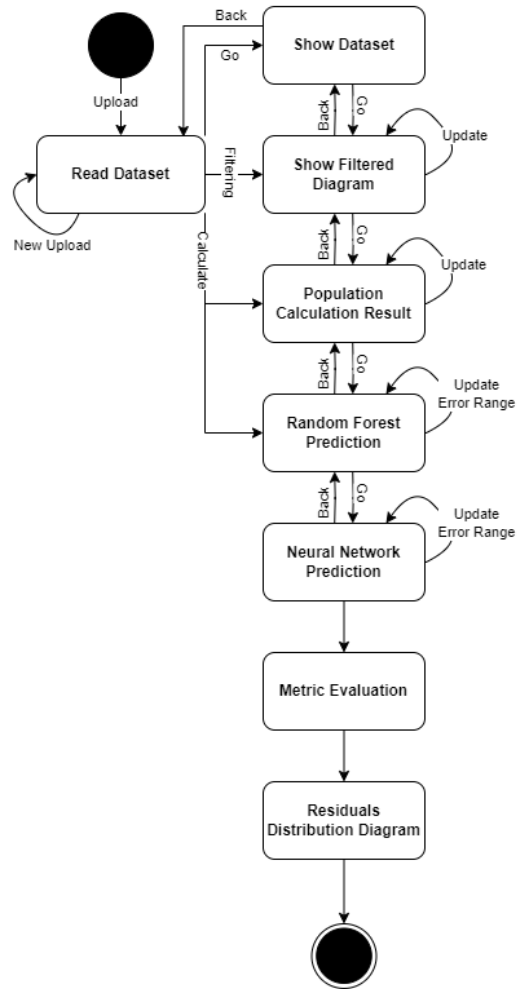 Back
Show Dataset
Go
Upload
Read Dataset
Filtering
Back
Go
Show Filtered
Diagram
Update
New Upload
Calculate
Back
Go
Population
Calculation Result
Update
Back
Go
Random Forest
Prediction
Update
Error Range
Back
Go
Neural Network
Prediction
Update
Error Range
Metric Evaluation
Residuals
Distribution Diagram